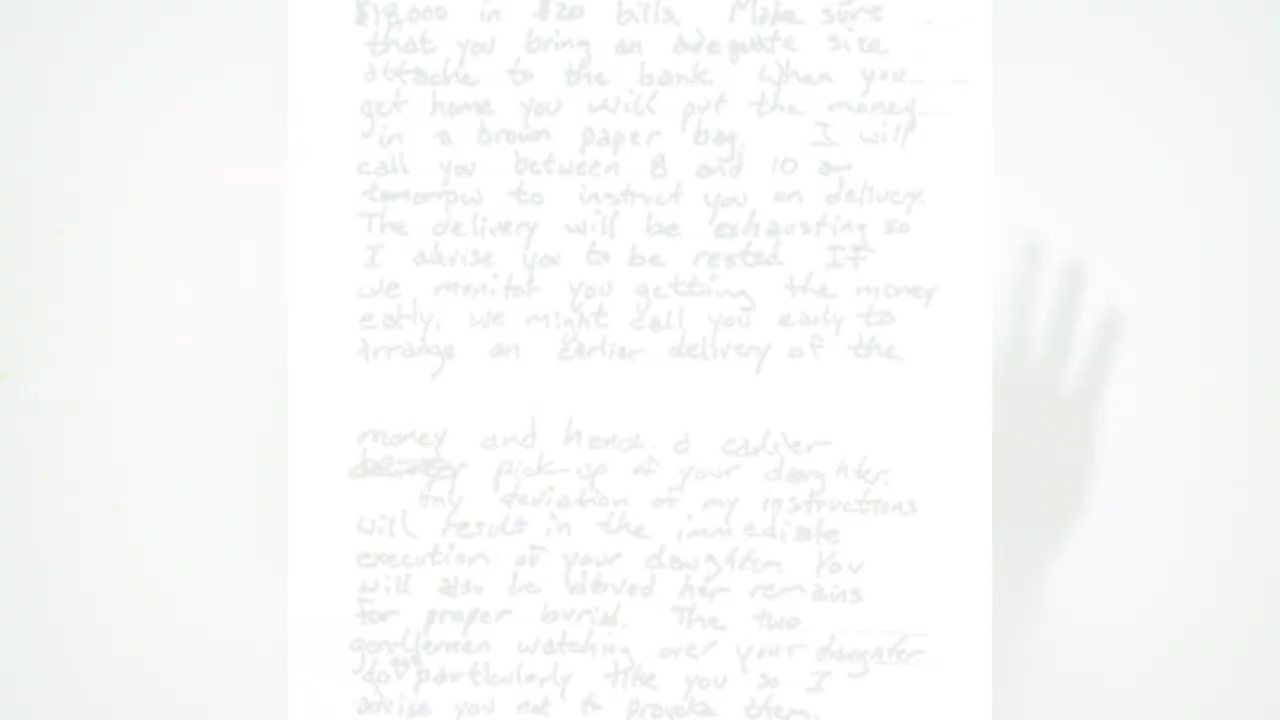 $18,000 in $20 bills. Make sure
that you bring an adequate size
attache to the bank. When you
get home you will put the money
in a brown paper bag. I will
call you between 8 and 10 am
tomorrow to instruct you on delivery.
The delivery will be exhausting so
I advise you to be rested. If
we monitor you getting the money
early, we might call you early to
arrange an earlier delivery of the
money and hence a earlier
pick-up of your daughter.
Any deviation of my instructions
will result in the immediate
execution of your daughter. You
will also be denied her remains
for proper burial. The two
gentlemen watching over your daughter
do not particularly like you so I
advise you not to provoke them.